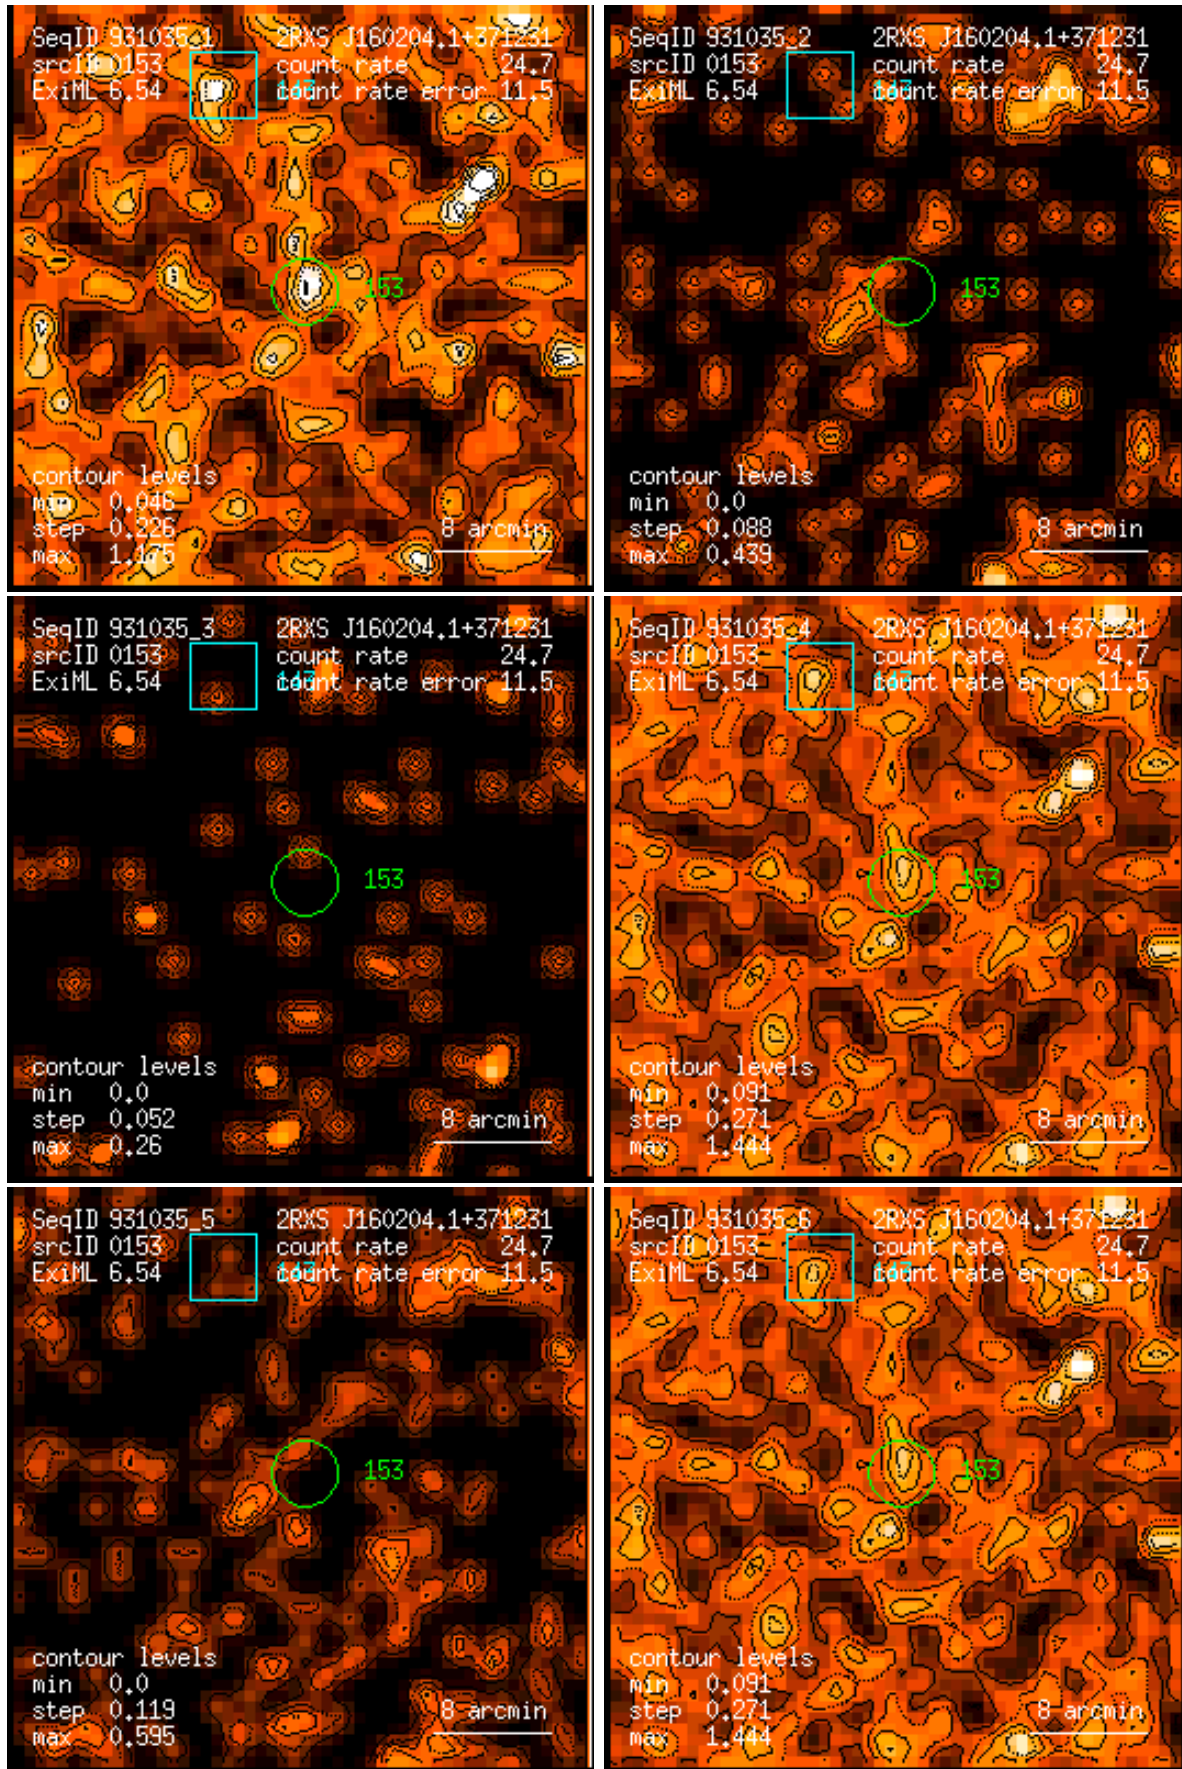 SeqID 931035_1 2RXS J160204.1+371231
srcID 0153 count rate 24.7
ExiML 6.54 count rate error 11.5
153
contour levels
min 0.046
step 0.226
max 1.175
8 arcmin
SeqID 931035_2 2RXS J160204.1+371231
srcID 0153 count rate 24.7
ExiML 6.54 count rate error 11.5
153
contour levels
min 0.0
step 0.088
max 0.439
8 arcmin
SeqID 931035_3 2RXS J160204.1+371231
srcID 0153 count rate 24.7
ExiML 6.54 count rate error 11.5
153
contour levels
min 0.0
step 0.052
max 0.26
8 arcmin
SeqID 931035_4 2RXS J160204.1+371231
srcID 0153 count rate 24.7
ExiML 6.54 count rate error 11.5
153
contour levels
min 0.091
step 0.271
max 1.444
8 arcmin
SeqID 931035_5 2RXS J160204.1+371231
srcID 0153 count rate 24.7
ExiML 6.54 count rate error 11.5
153
contour levels
min 0.0
step 0.119
max 0.595
8 arcmin
SeqID 931035_6 2RXS J160204.1+371231
srcID 0153 count rate 24.7
ExiML 6.54 count rate error 11.5
153
contour levels
min 0.091
step 0.271
max 1.444
8 arcmin